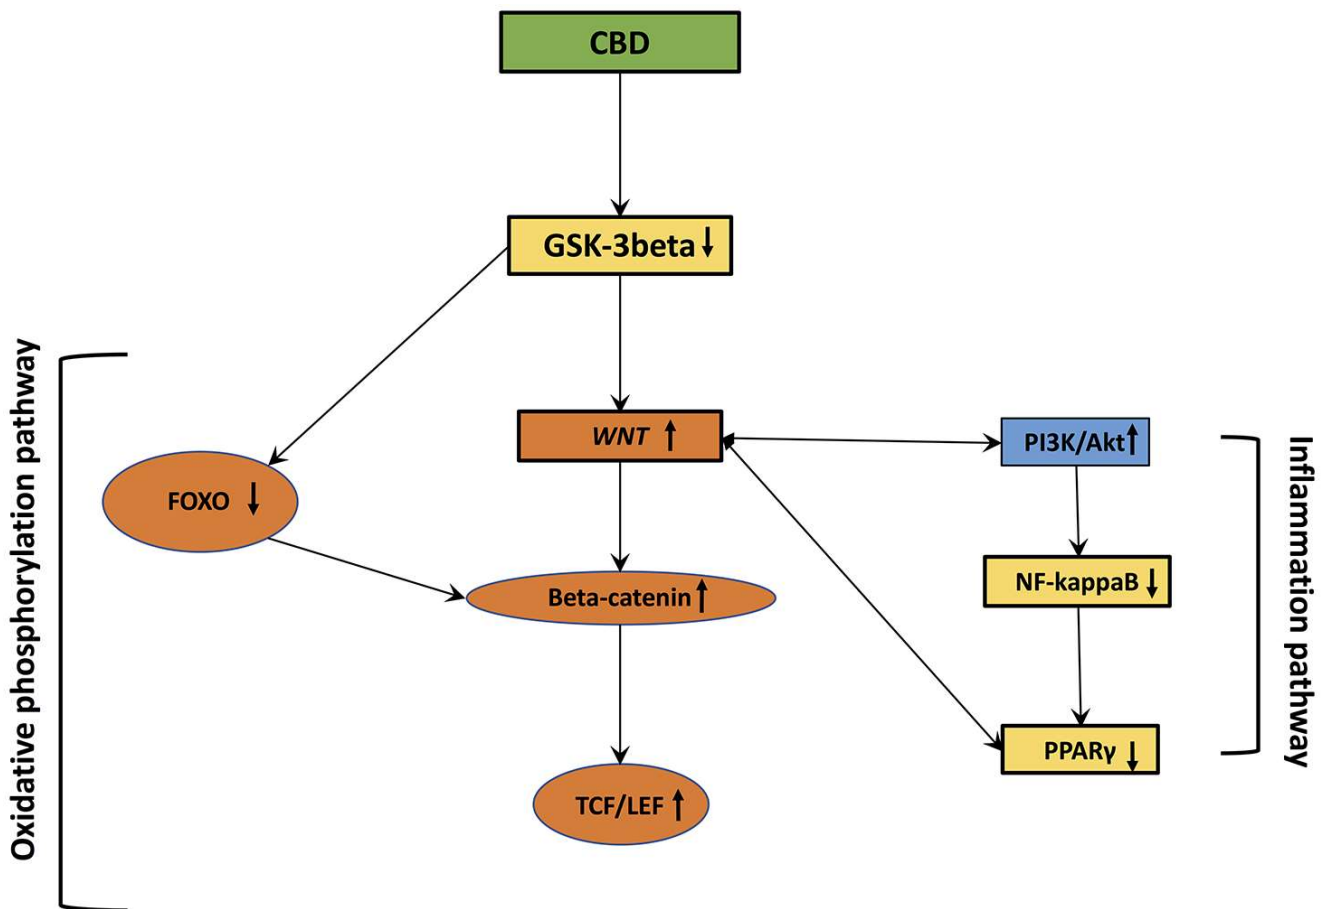 CBD
GSK-3beta↓
WNT ↑
PI3K/Akt↑
FOXO ↓
NF-kappaB↓
Beta-catenin↑
PPARγ ↓
TCF/LEF ↑
Oxidative phosphorylation pathway
Inflammation pathway